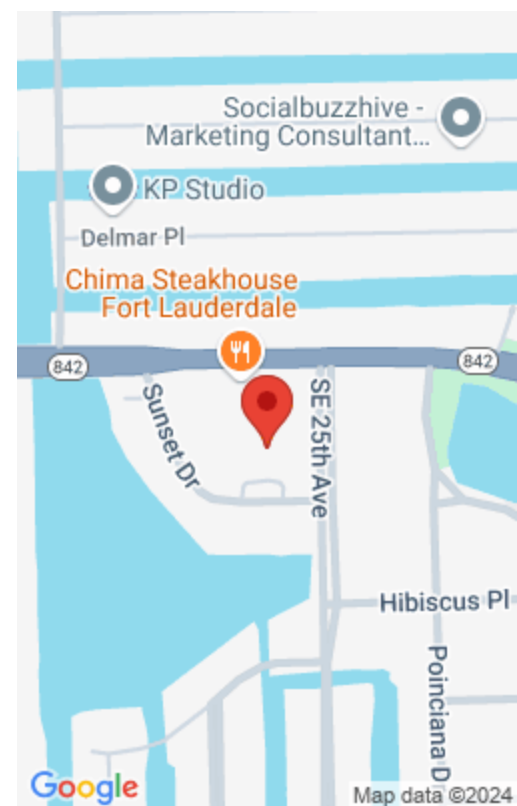 Socialbuzzhive -
Marketing Consultant...
KP Studio
Delmar Pl
Chima Steakhouse
Fort Lauderdale
842
842
Sunset Dr
SE 25th Ave
Hibiscus Pl
Poinciana Dr
Google
Map data ©2024